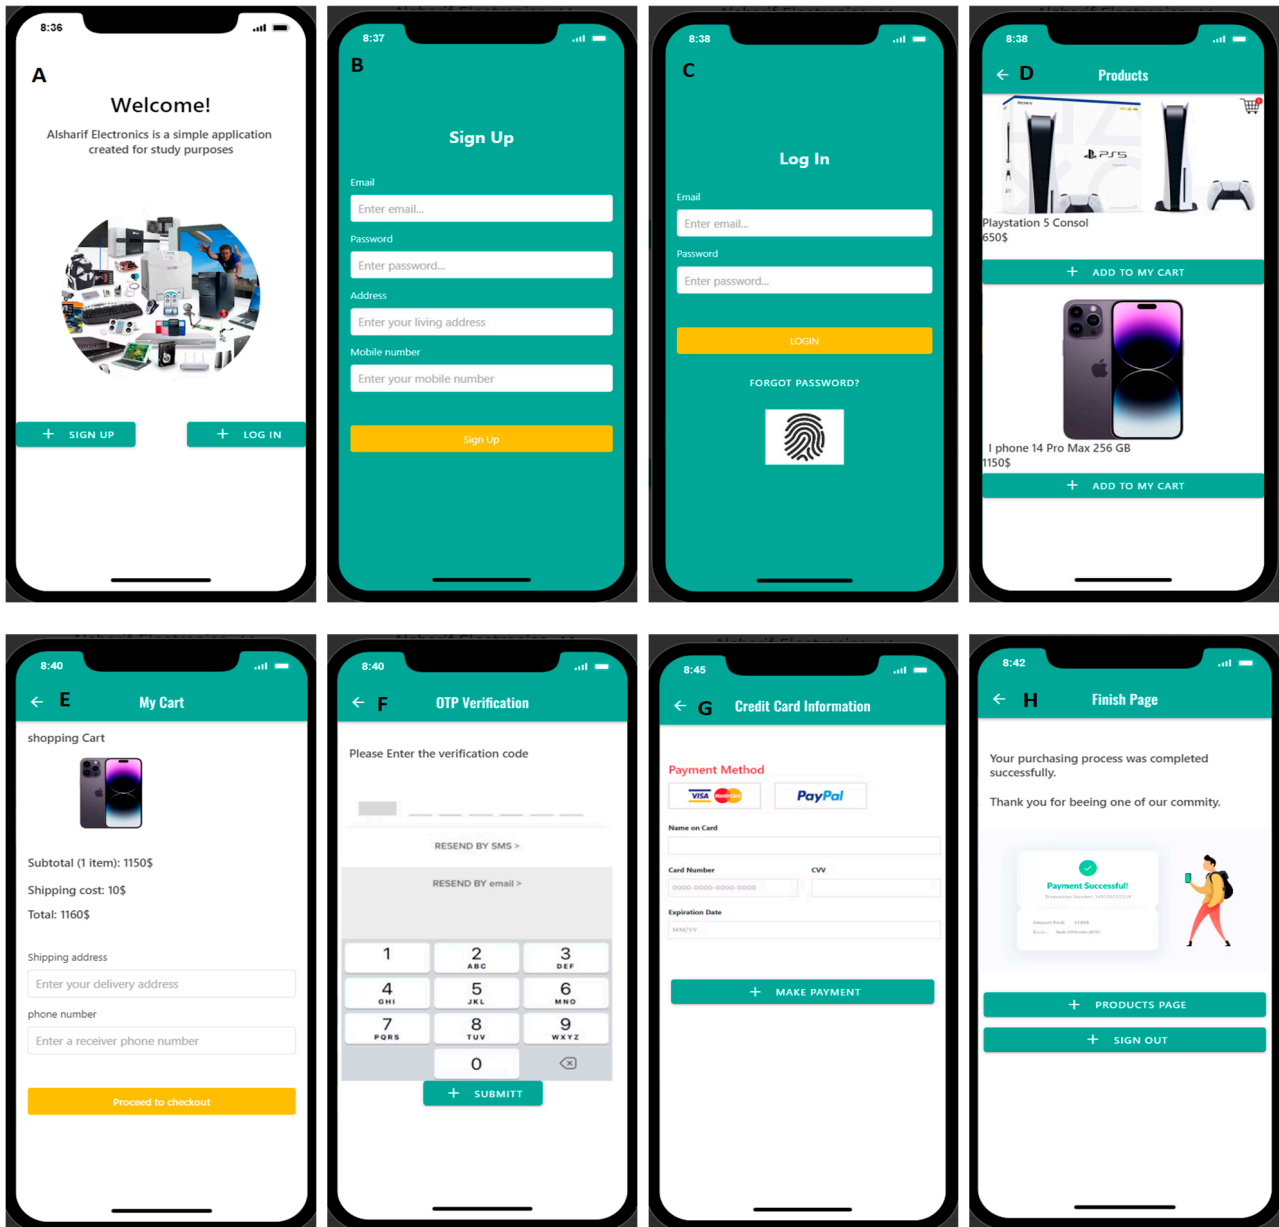 8:36
A
Welcome!
Alsharif Electronics is a simple application
created for study purposes
+ SIGN UP
+ LOG IN
8:37
B
Sign Up
Email
Enter email...
Password
Enter password...
Address
Enter your living address
Mobile number
Enter your mobile number
Sign Up
8:38
C
Log In
Email
Enter email...
Password
Enter password...
LOGIN
FORGOT PASSWORD?
8:38
← D Products
SONY
PS5
Playstation 5 Consol
650$
+ ADD TO MY CART
I phone 14 Pro Max 256 GB
1150$
+ ADD TO MY CART
8:40
← E My Cart
shopping Cart
Subtotal (1 item): 1150$
Shipping cost: 10$
Total: 1160$
Shipping address
Enter your delivery address
phone number
Enter a receiver phone number
Proceed to checkout
8:40
← F OTP Verification
Please Enter the verification code
RESEND BY SMS >
RESEND BY email >
1 2 3
ABC DEF
4 5 6
GHI JKL MNO
7 8 9
PQRS TUV WXYZ
0
+ SUBMITT
8:45
← G Credit Card Information
Payment Method
VISA MasterCard PayPal
Name on Card
Card Number CVV
0000-0000-0000-0000
Expiration Date
MM/YY
+ MAKE PAYMENT
8:42
← H Finish Page
Your purchasing process was completed
successfully.
Thank you for beeing one of our commity.
Payment Successful!
Transaction Number:
Amount Paid:
Bank:
+ PRODUCTS PAGE
+ SIGN OUT